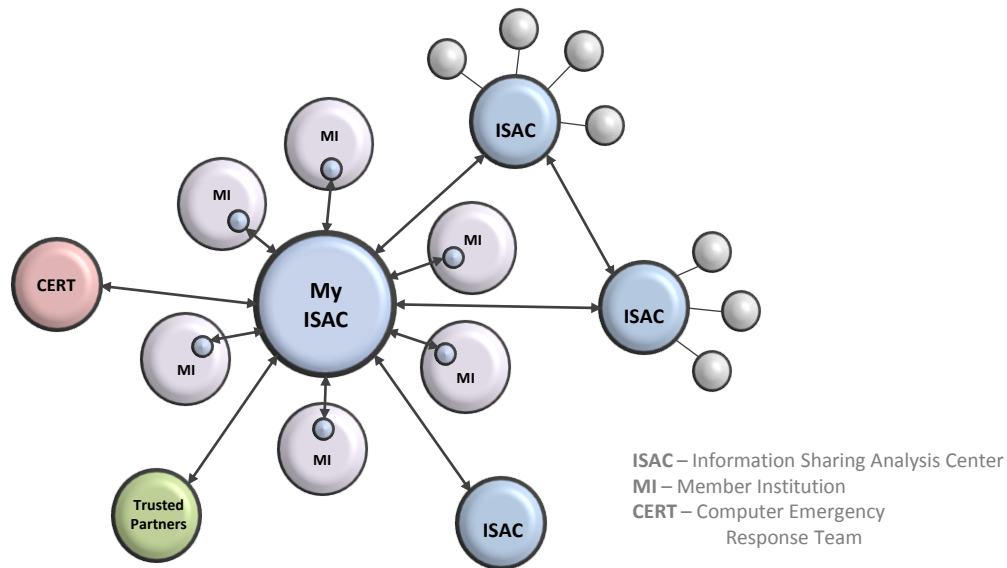 ISAC
MI
MI
MI
CERT
My
ISAC
ISAC
MI
MI
MI
Trusted
Partners
ISAC
ISAC – Information Sharing Analysis Center
MI – Member Institution
CERT – Computer Emergency
Response Team